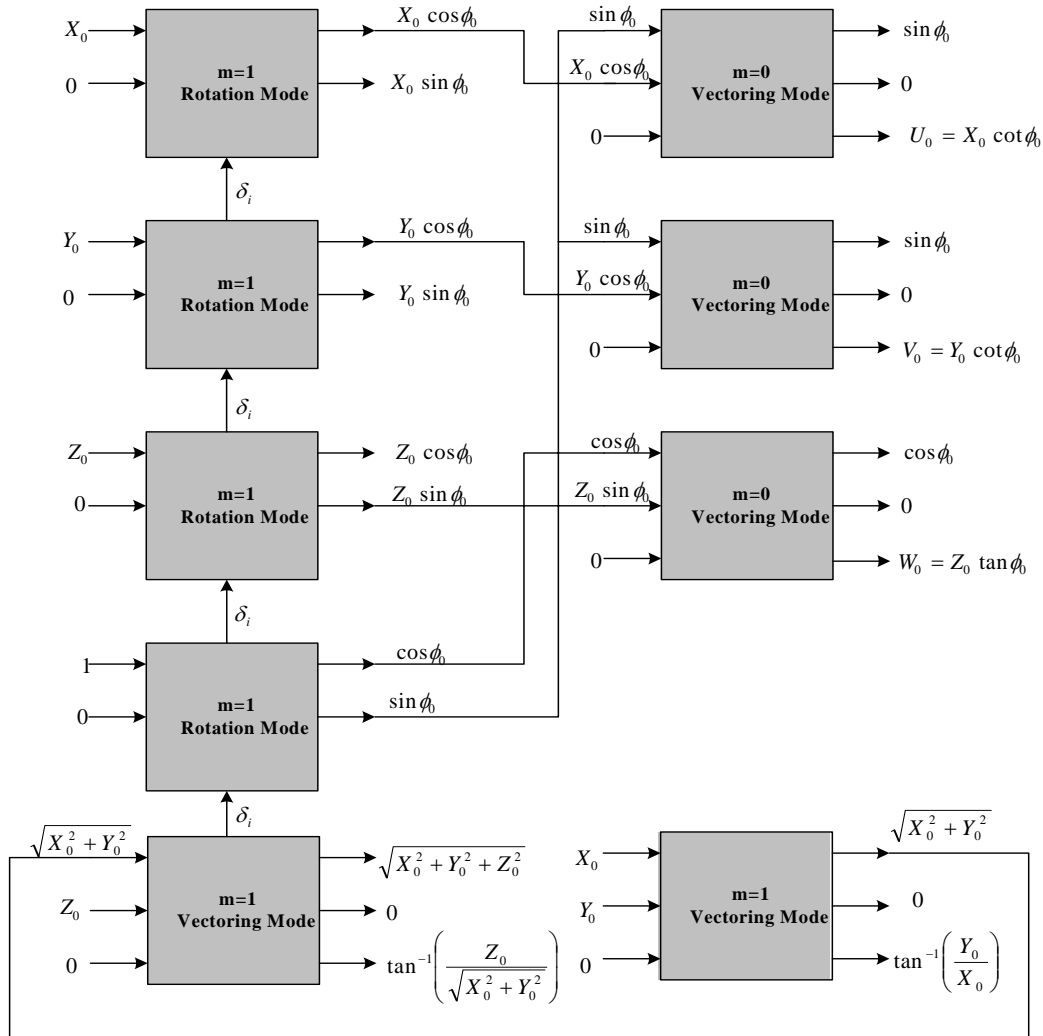 X₀ → m=1 Rotation Mode → X₀ cosϕ₀
0 → X₀ sinϕ₀
sinϕ₀ → m=0 Vectoring Mode → sinϕ₀
X₀ cosϕ₀ → 0
0 → U₀ = X₀ cotϕ₀
δᵢ
Y₀ → m=1 Rotation Mode → Y₀ cosϕ₀
0 → Y₀ sinϕ₀
sinϕ₀ → m=0 Vectoring Mode → sinϕ₀
Y₀ cosϕ₀ → 0
0 → V₀ = Y₀ cotϕ₀
δᵢ
Z₀ → m=1 Rotation Mode → Z₀ cosϕ₀
0 → Z₀ sinϕ₀
cosϕ₀ → m=0 Vectoring Mode → cosϕ₀
Z₀ sinϕ₀ → 0
0 → W₀ = Z₀ tanϕ₀
δᵢ
1 → m=1 Rotation Mode → cosϕ₀
0 → sinϕ₀
δᵢ
√(X₀² + Y₀²) → m=1 Vectoring Mode → √(X₀² + Y₀² + Z₀²)
Z₀ → 0
0 → tan⁻¹(Z₀ / √(X₀² + Y₀²))
X₀ → m=1 Vectoring Mode → √(X₀² + Y₀²)
Y₀ → 0
0 → tan⁻¹(Y₀ / X₀)